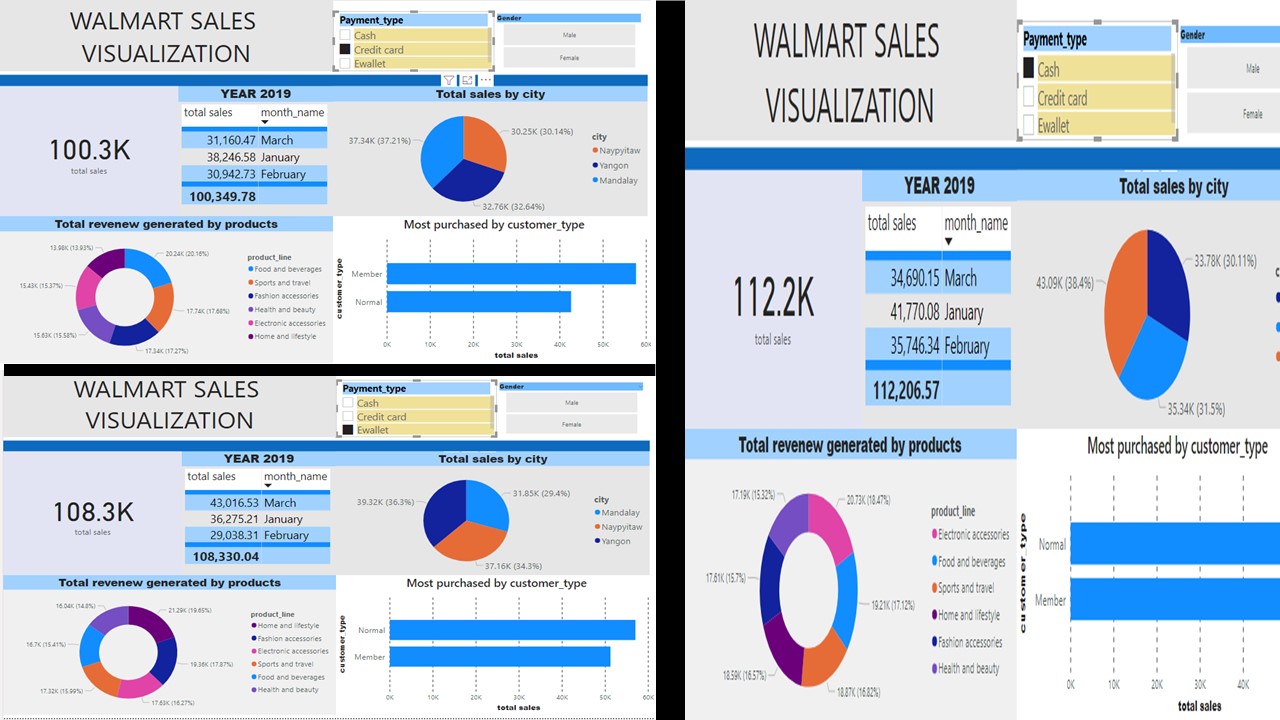 WALMART SALES
VISUALIZATION
Payment_type
Cash
Credit card
Ewallet
Gender
Male
Female
YEAR 2019
total sales month_name
31,160.47 March
38,246.58 January
30,942.73 February
100,349.78
100.3K
total sales
Total sales by city
37.34K (37.21%)
30.25K (30.14%)
32.76K (32.64%)
city
Naypyitaw
Yangon
Mandalay
Total revenew generated by products
13.98K (13.93%)
20.24K (20.16%)
15.43K (15.37%)
17.74K (17.68%)
15.63K (15.58%)
17.34K (17.27%)
product_line
Food and beverages
Sports and travel
Fashion accessories
Health and beauty
Electronic accessories
Home and lifestyle
Most purchased by customer_type
customer_type
Member
Normal
0K 10K 20K 30K 40K 50K 60K
total sales
WALMART SALES
VISUALIZATION
Payment_type
Cash
Credit card
Ewallet
Gender
Male
Female
YEAR 2019
total sales month_name
43,016.53 March
36,275.21 January
29,038.31 February
108,330.04
108.3K
total sales
Total sales by city
39.32K (36.3%)
31.85K (29.4%)
37.16K (34.3%)
city
Mandalay
Naypyitaw
Yangon
Total revenew generated by products
16.04K (14.8%)
21.29K (19.65%)
16.7K (15.41%)
19.36K (17.87%)
17.32K (15.99%)
17.63K (16.27%)
product_line
Home and lifestyle
Fashion accessories
Electronic accessories
Sports and travel
Food and beverages
Health and beauty
Most purchased by customer_type
customer_type
Normal
Member
0K 10K 20K 30K 40K 50K 60K
total sales
WALMART SALES
VISUALIZATION
Payment_type
Cash
Credit card
Ewallet
Gender
Male
Female
YEAR 2019
total sales month_name
34,690.15 March
41,770.08 January
35,746.34 February
112,206.57
112.2K
total sales
Total sales by city
43.09K (38.4%)
33.78K (30.11%)
35.34K (31.5%)
Total revenew generated by products
17.19K (15.32%)
20.73K (18.47%)
17.61K (15.7%)
19.21K (17.12%)
18.59K (16.57%)
18.87K (16.82%)
product_line
Electronic accessories
Food and beverages
Sports and travel
Home and lifestyle
Fashion accessories
Health and beauty
Most purchased by customer_type
customer_type
Normal
Member
0K 10K 20K 30K 40K
total sales